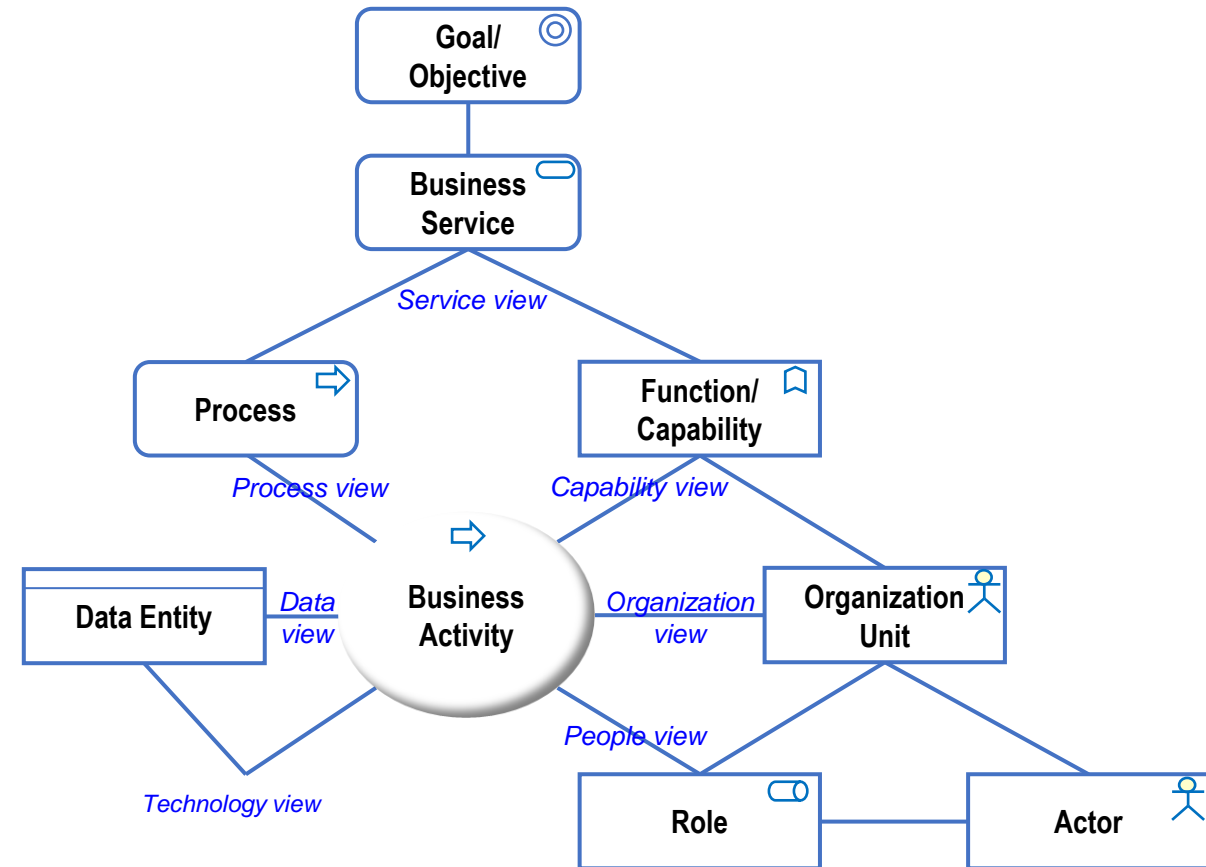 Goal/
Objective
Business
Service
Service view
Process
Function/
Capability
Process view
Capability view
Data Entity
Data
view
Business
Activity
Organization
view
Organization
Unit
People view
Technology view
Role
Actor